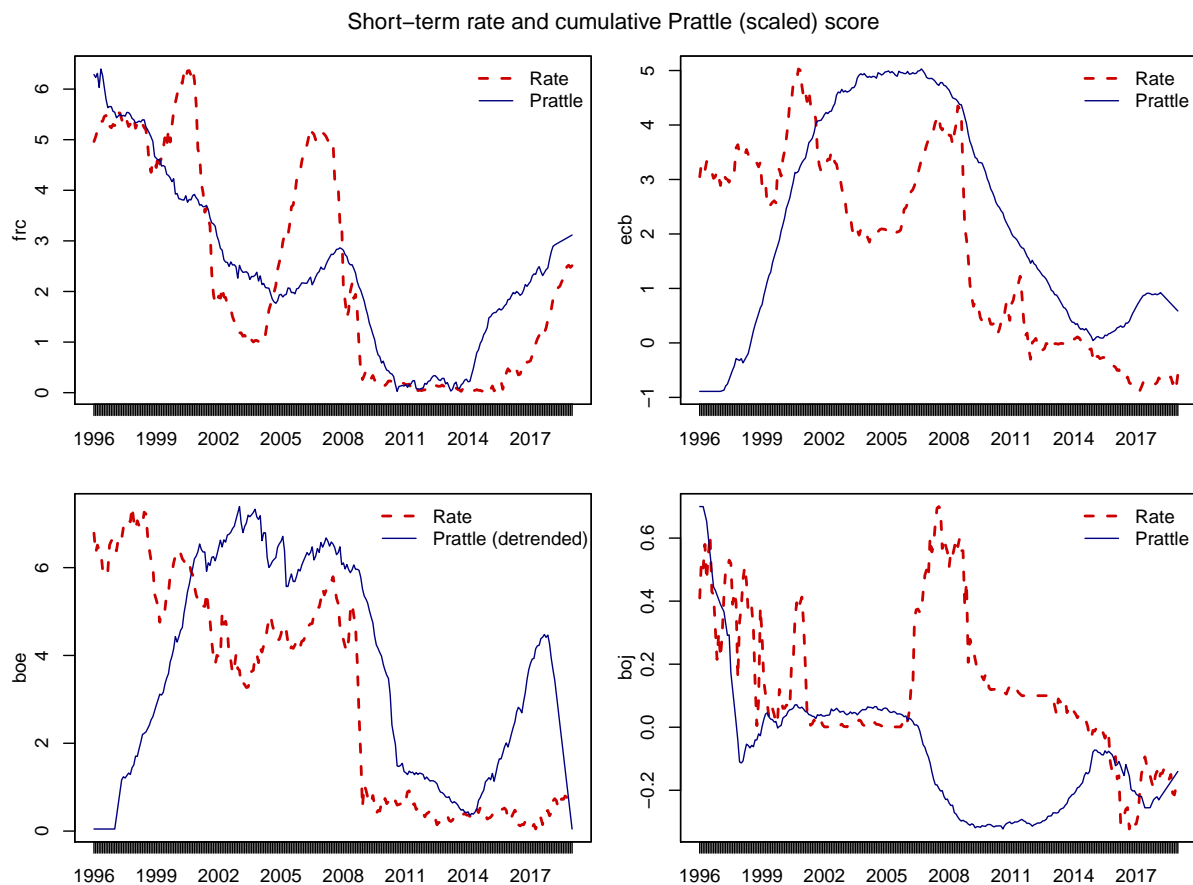 Short−term rate and cumulative Prattle (scaled) score
frc
6
5
4
3
2
1
0
Rate
Prattle
1996 1999 2002 2005 2008 2011 2014 2017
ecb
5
4
3
2
1
0
−1
Rate
Prattle
1996 1999 2002 2005 2008 2011 2014 2017
boe
6
4
2
0
Rate
Prattle (detrended)
1996 1999 2002 2005 2008 2011 2014 2017
boj
0.6
0.4
0.2
0.0
−0.2
Rate
Prattle
1996 1999 2002 2005 2008 2011 2014 2017